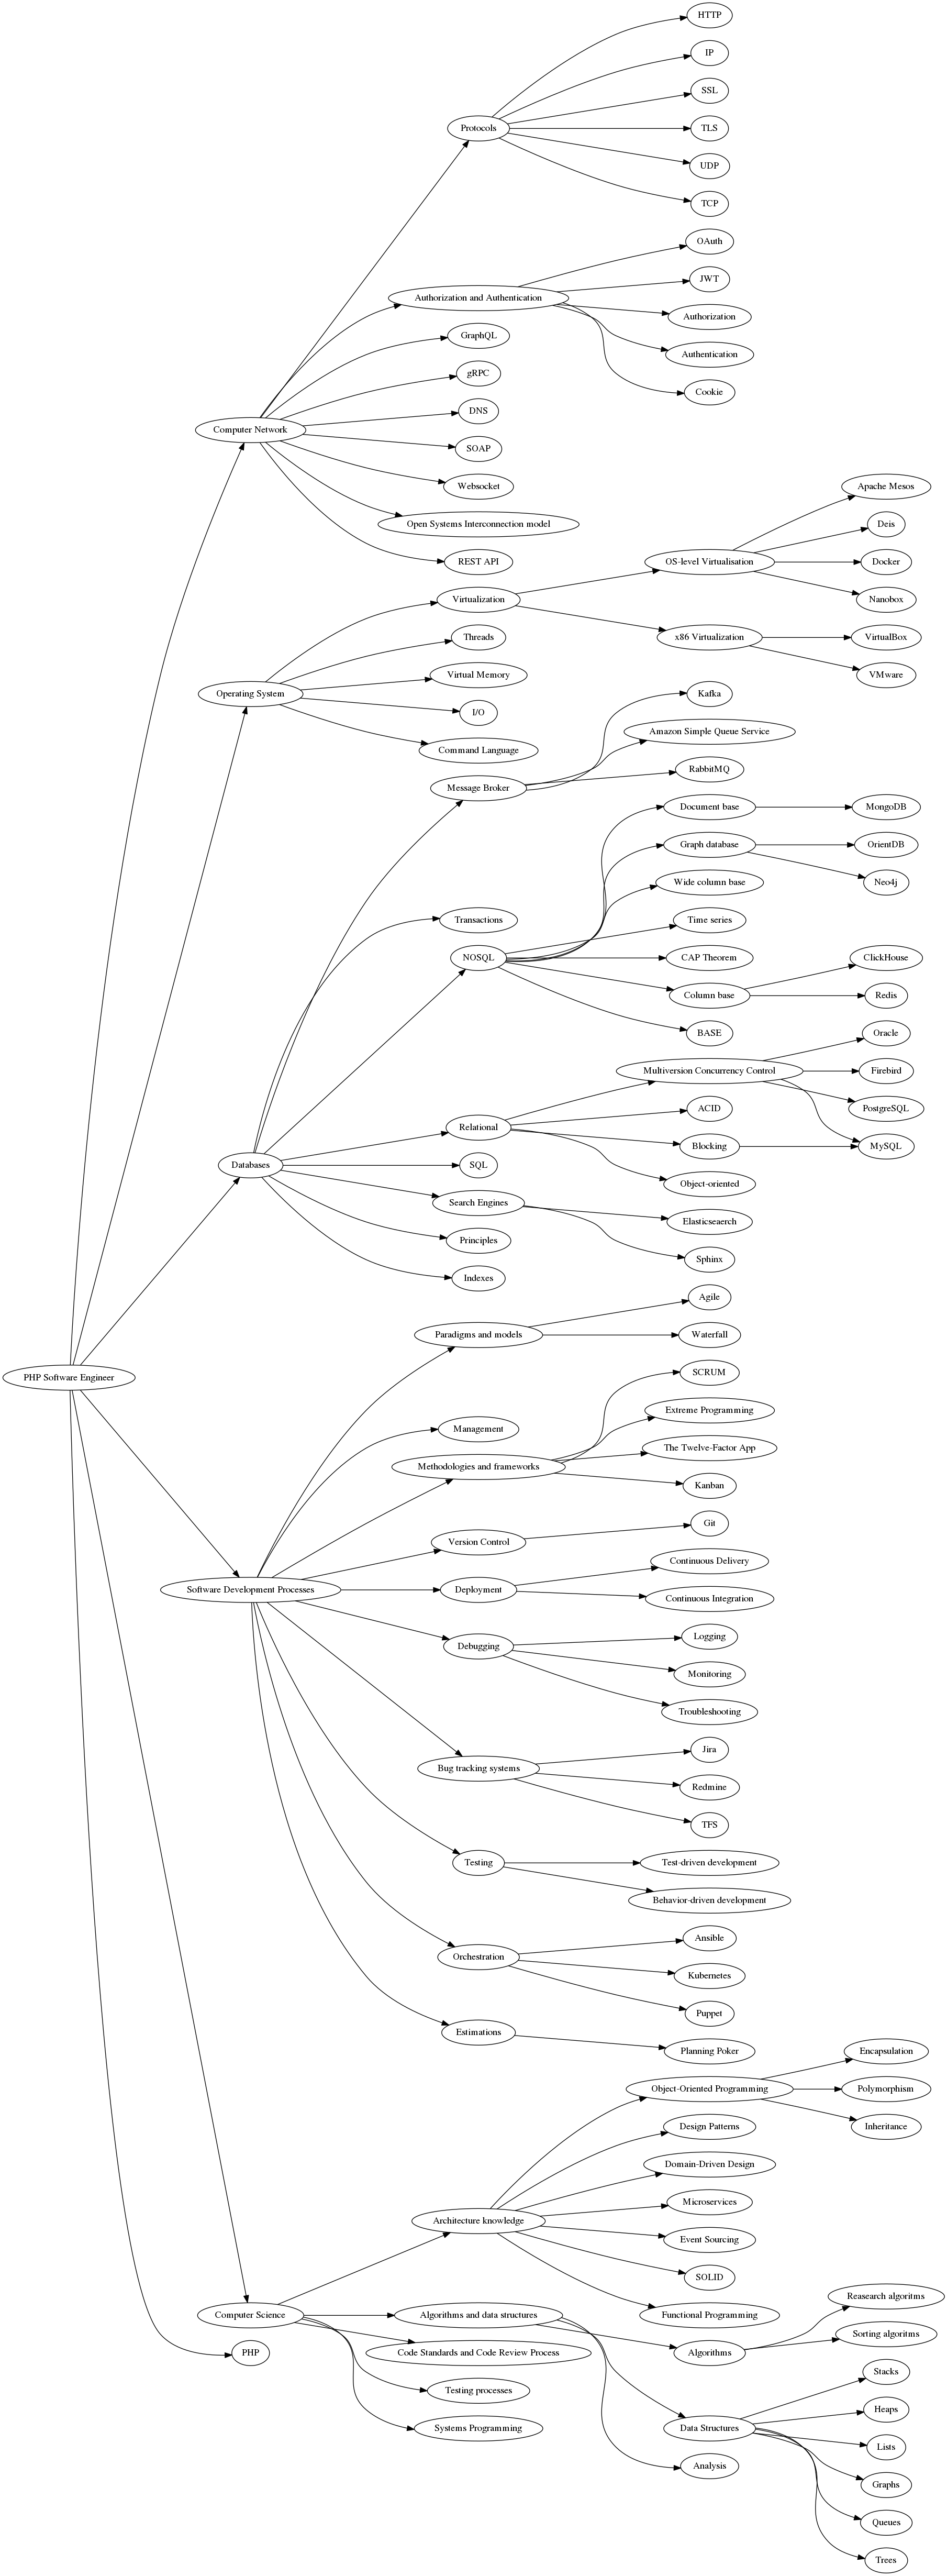 HTTP
IP
SSL
Protocols
TLS
UDP
TCP
OAuth
JWT
Authorization and Authentication
Authorization
GraphQL
Authentication
gRPC
Cookie
DNS
Computer Network
SOAP
Websocket
Apache Mesos
Open Systems Interconnection model
Deis
REST API
OS-level Virtualisation
Docker
Virtualization
Nanobox
Threads
x86 Virtualization
VirtualBox
Virtual Memory
VMware
Operating System
Kafka
I/O
Amazon Simple Queue Service
Command Language
RabbitMQ
Message Broker
Document base
MongoDB
Graph database
OrientDB
Wide column base
Neo4j
Transactions
Time series
NOSQL
CAP Theorem
ClickHouse
Column base
Redis
BASE
Oracle
Multiversion Concurrency Control
Firebird
ACID
PostgreSQL
Relational
Blocking
MySQL
Databases
SQL
Object-oriented
Search Engines
Elasticseaerch
Principles
Sphinx
Indexes
Agile
Paradigms and models
Waterfall
PHP Software Engineer
SCRUM
Extreme Programming
Management
The Twelve-Factor App
Methodologies and frameworks
Kanban
Git
Version Control
Continuous Delivery
Software Development Processes
Deployment
Continuous Integration
Logging
Debugging
Monitoring
Troubleshooting
Jira
Bug tracking systems
Redmine
TFS
Testing
Test-driven development
Behavior-driven development
Ansible
Orchestration
Kubernetes
Puppet
Estimations
Planning Poker
Encapsulation
Object-Oriented Programming
Polymorphism
Design Patterns
Inheritance
Domain-Driven Design
Microservices
Architecture knowledge
Event Sourcing
SOLID
Reasearch algoritms
Computer Science
Algorithms and data structures
Functional Programming
Sorting algoritms
PHP
Code Standards and Code Review Process
Algorithms
Stacks
Testing processes
Heaps
Systems Programming
Data Structures
Lists
Analysis
Graphs
Queues
Trees